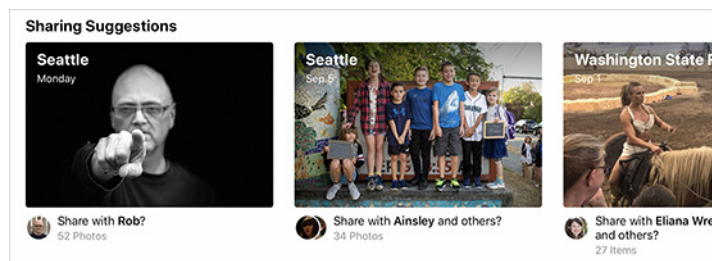 Sharing Suggestions
Seattle
Monday
Share with Rob?
52 Photos
Seattle
Sep 5
Share with Ainsley and others?
34 Photos
Washington State
Sep 1
Share with Eliana
and others?
27 Items